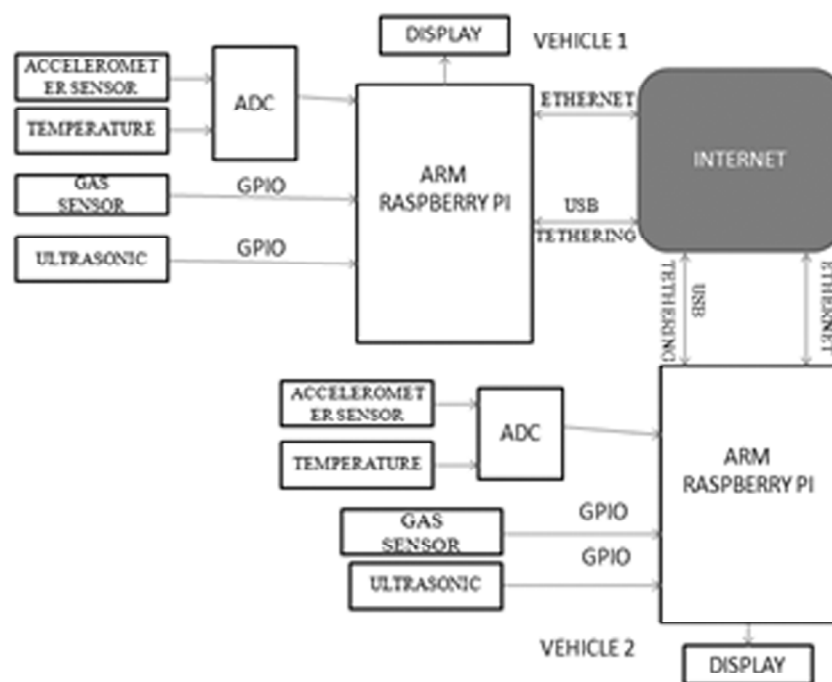 DISPLAY
VEHICLE 1
ACCELEROMET
ER SENSOR
ADC
TEMPERATURE
GAS
SENSOR
GPIO
ULTRASONIC
GPIO
ARM
RASPBERRY PI
ETHERNET
USB
TETHERING
INTERNET
TETHERING
USB
ETHERNET
ACCELEROMET
ER SENSOR
ADC
TEMPERATURE
GAS
SENSOR
GPIO
ULTRASONIC
GPIO
ARM
RASPBERRY PI
VEHICLE 2
DISPLAY